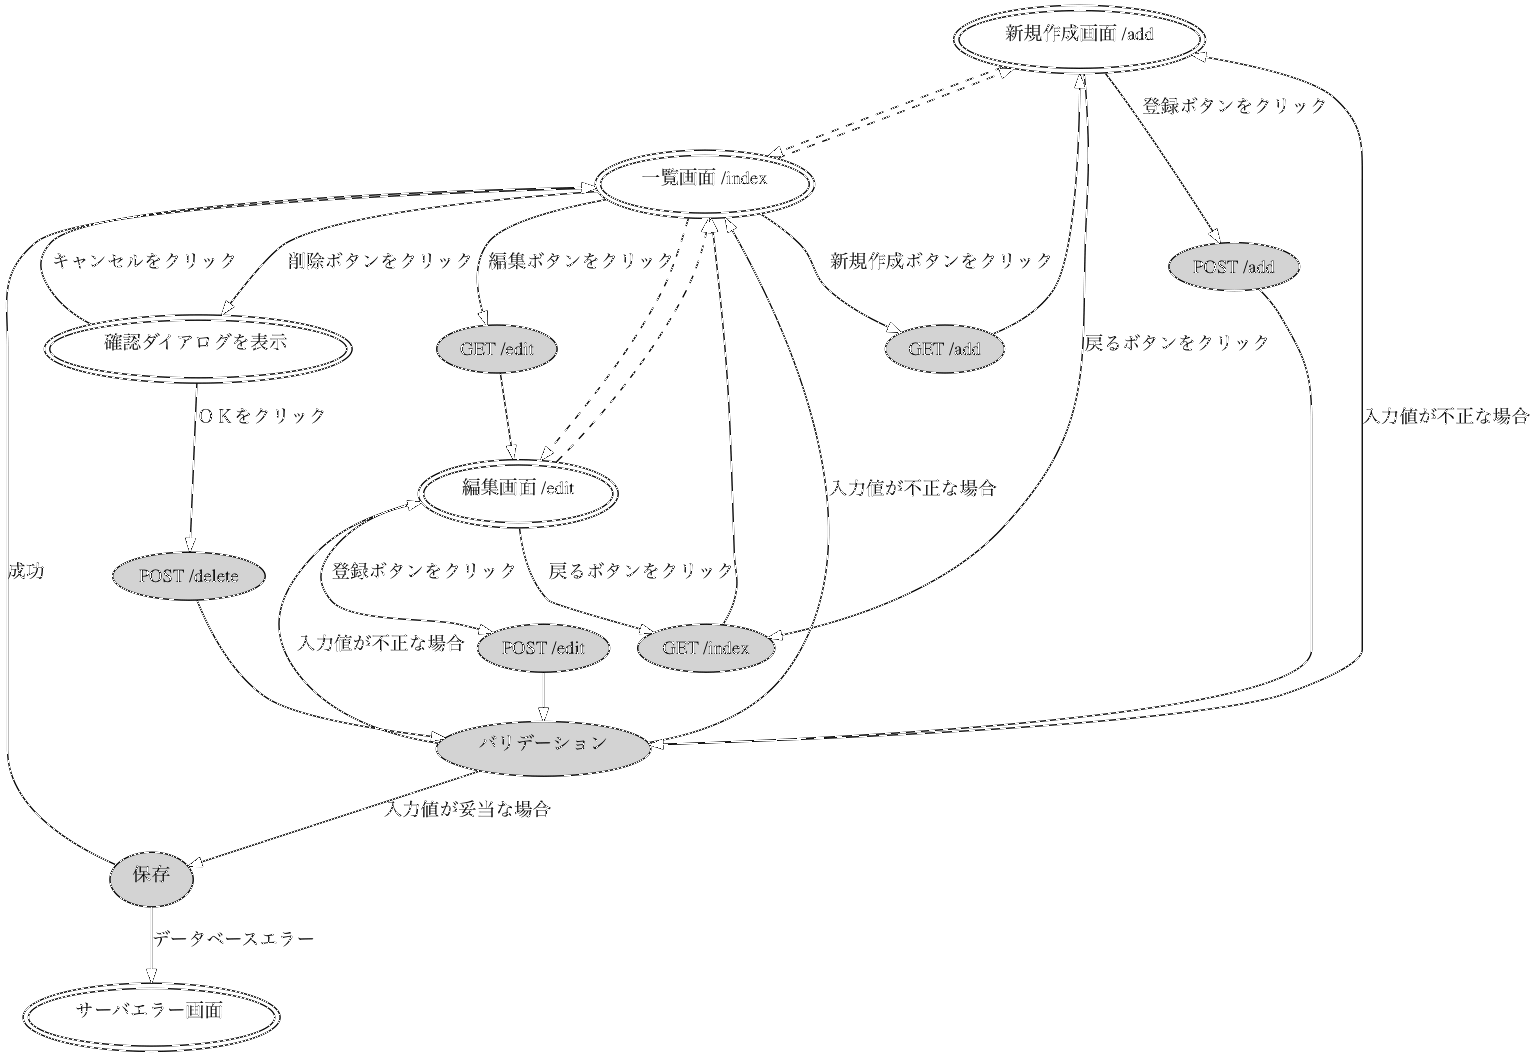 新規作成画面 /add
登録ボタンをクリック
一覧画面 /index
キャンセルをクリック
削除ボタンをクリック
編集ボタンをクリック
新規作成ボタンをクリック
POST /add
確認ダイアログを表示
GET /edit
GET /add
戻るボタンをクリック
ＯＫをクリック
入力値が不正な場合
編集画面 /edit
入力値が不正な場合
成功
POST /delete
登録ボタンをクリック
戻るボタンをクリック
入力値が不正な場合
POST /edit
GET /index
バリデーション
入力値が妥当な場合
保存
データベースエラー
サーバエラー画面